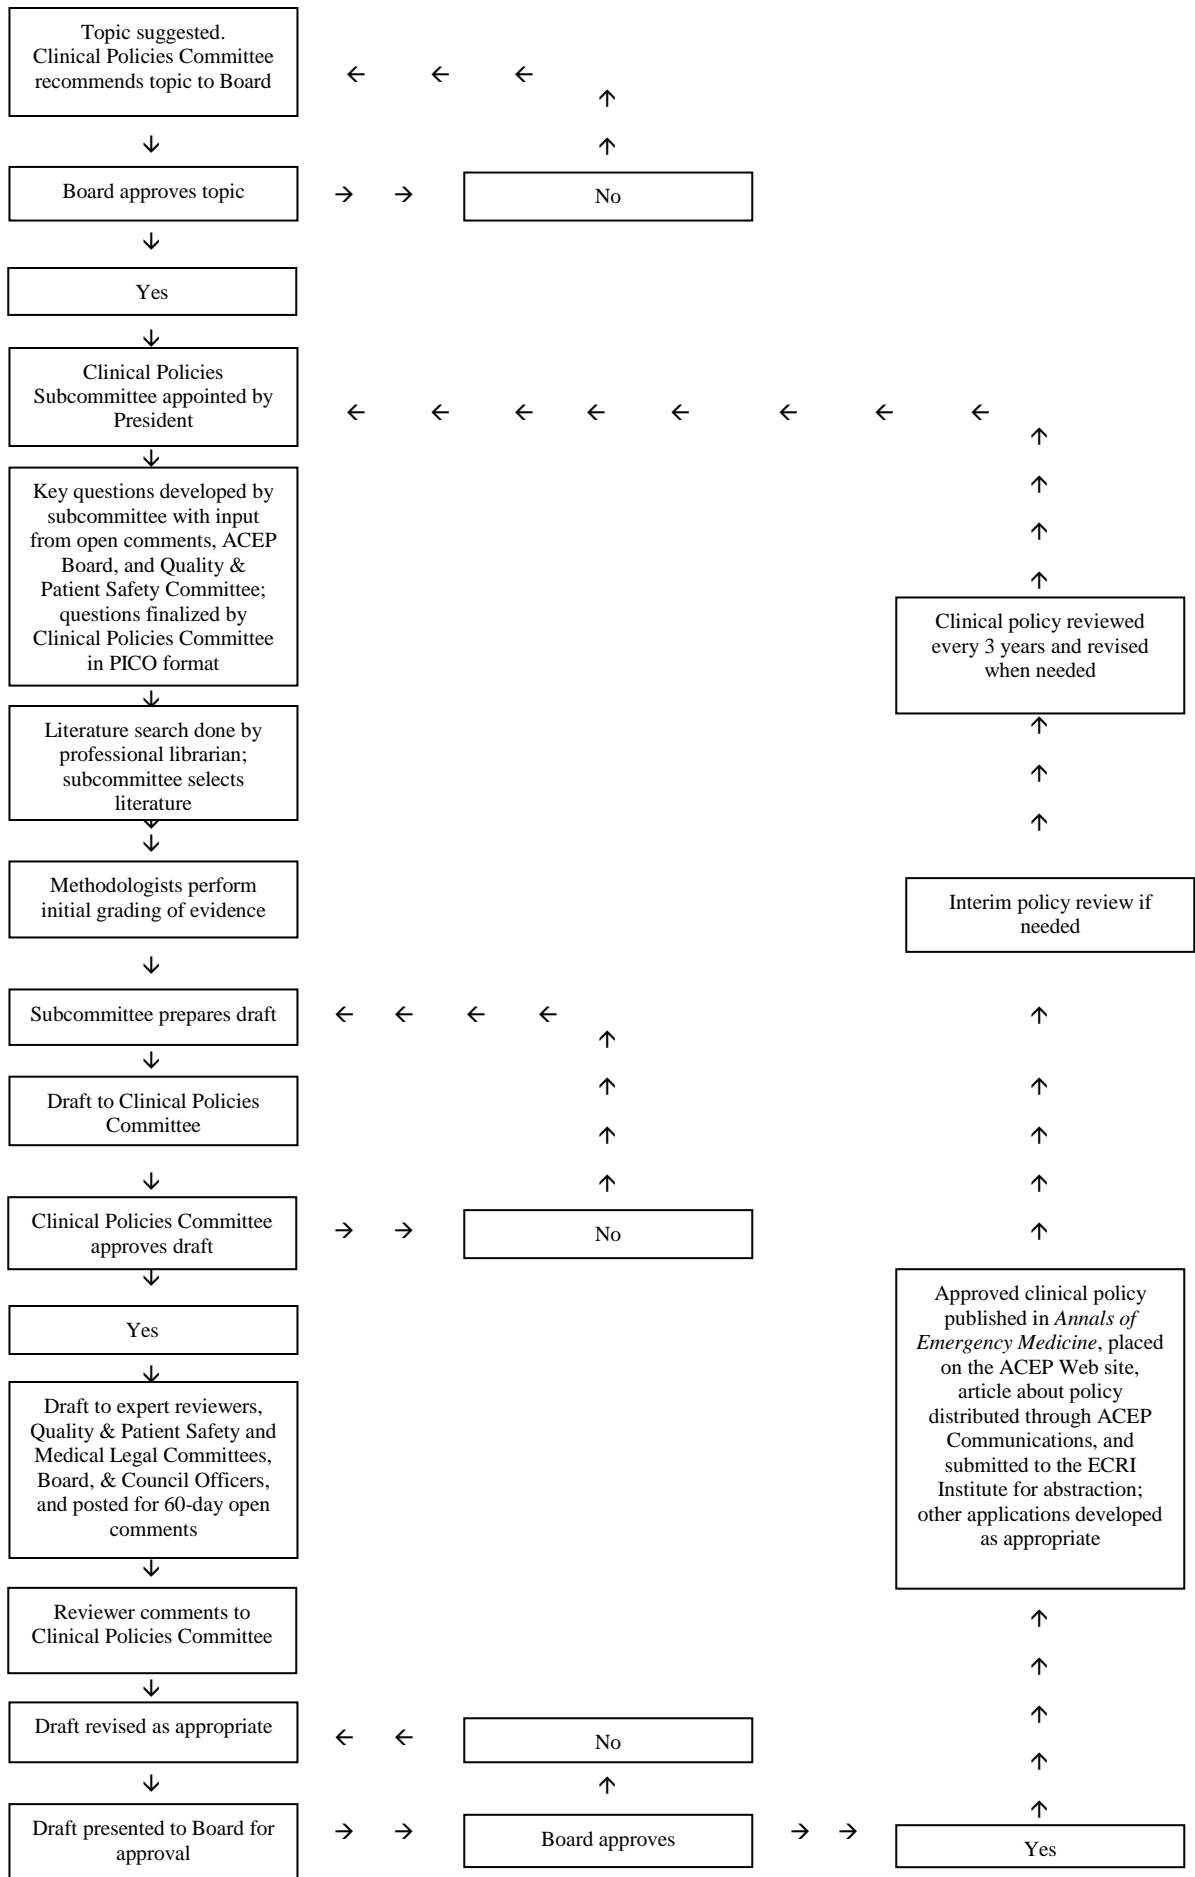 Topic suggested.
Clinical Policies Committee
recommends topic to Board
← ← ←
↑
↓ ↑
Board approves topic
→ →
No
↓
Yes
↓
Clinical Policies
Subcommittee appointed by
President
← ← ← ← ← ← ← ←
↑
↓
Key questions developed by
subcommittee with input
from open comments, ACEP
Board, and Quality &
Patient Safety Committee;
questions finalized by
Clinical Policies Committee
in PICO format
↑
↑
↑
Clinical policy reviewed
every 3 years and revised
when needed
↓
Literature search done by
professional librarian;
subcommittee selects
literature
↑
↑
↑
↓
↓
Methodologists perform
initial grading of evidence
Interim policy review if
needed
↓
Subcommittee prepares draft
← ← ← ←
↑
↑
↓
Draft to Clinical Policies
Committee
↑ ↑
↑ ↑
↓ ↑ ↑
Clinical Policies Committee
approves draft
→ →
No
↑
↓
Yes
↓
Draft to expert reviewers,
Quality & Patient Safety and
Medical Legal Committees,
Board, & Council Officers,
and posted for 60-day open
comments
Approved clinical policy
published in Annals of
Emergency Medicine, placed
on the ACEP Web site,
article about policy
distributed through ACEP
Communications, and
submitted to the ECRI
Institute for abstraction;
other applications developed
as appropriate
↓
Reviewer comments to
Clinical Policies Committee
↑
↑
↓
Draft revised as appropriate
← ←
No
↑
↑
↓ ↑ ↑
Draft presented to Board for
approval
→ →
Board approves
→ →
Yes